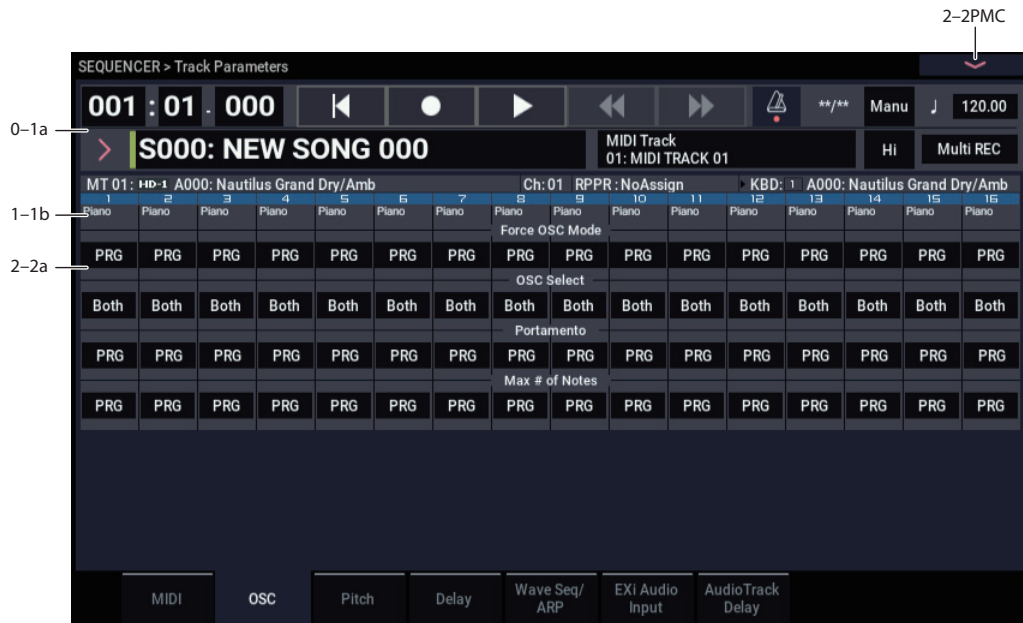 2–2PMC
SEQUENCER > Track Parameters
001 : 01 . 000 **/** Manu ♩ 120.00
0–1a
S000: NEW SONG 000 MIDI Track Hi Multi REC
01: MIDI TRACK 01
MT 01: HD-1 A000: Nautilus Grand Dry/Amb Ch:01 RPPR : NoAssign KBD: 1 A000: Nautilus Grand Dry/Amb
1 2 3 4 5 6 7 8 9 10 11 12 13 14 15 16
1–1b
Piano Piano Piano Piano Piano Piano Piano Piano Piano Piano Piano Piano Piano Piano Piano Piano
Force OSC Mode
PRG PRG PRG PRG PRG PRG PRG PRG PRG PRG PRG PRG PRG PRG PRG PRG
2–2a
OSC Select
Both Both Both Both Both Both Both Both Both Both Both Both Both Both Both Both
Portamento
PRG PRG PRG PRG PRG PRG PRG PRG PRG PRG PRG PRG PRG PRG PRG PRG
Max # of Notes
PRG PRG PRG PRG PRG PRG PRG PRG PRG PRG PRG PRG PRG PRG PRG PRG
MIDI OSC Pitch Delay Wave Seq/ EXi Audio AudioTrack
ARP Input Delay